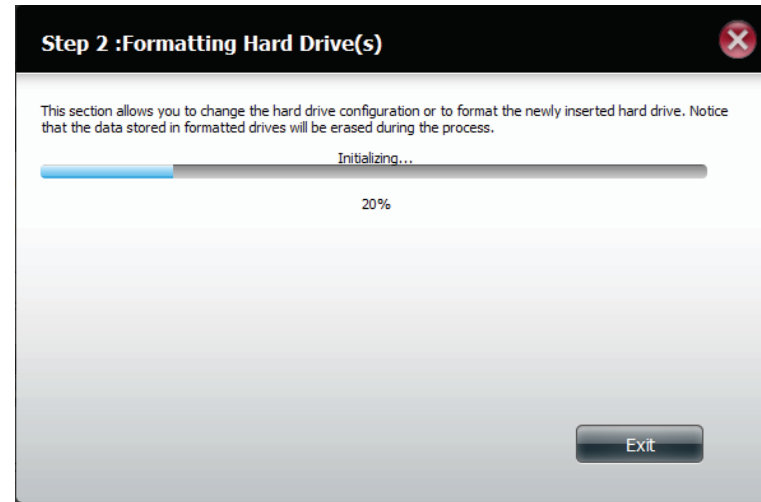 Step 2 :Formatting Hard Drive(s)
This section allows you to change the hard drive configuration or to format the newly inserted hard drive. Notice
that the data stored in formatted drives will be erased during the process.
Initializing...
20%
Exit